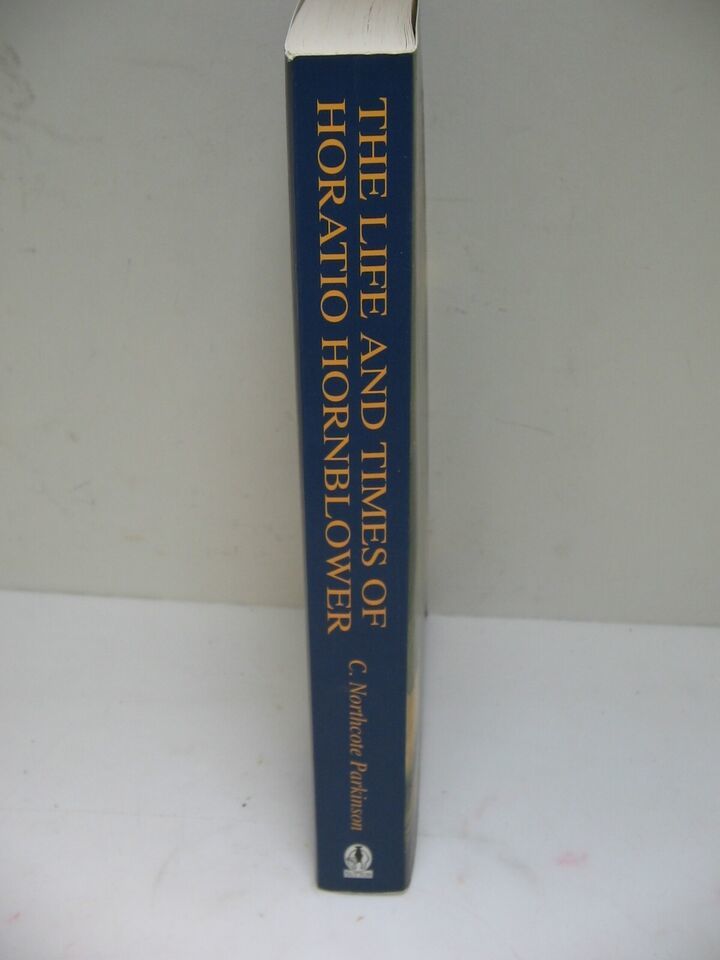 THE LIFE AND TIMES OF
HORATIO HORNBLOWER
C. Northcote Parkinson